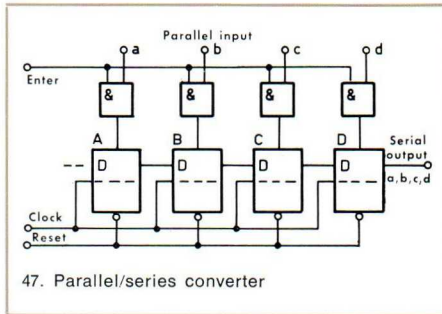 Parallel input
a b c d
Enter
& & & &
A B C D
Serial output
D D D D
a,b,c,d
Clock
Reset
47. Parallel/series converter